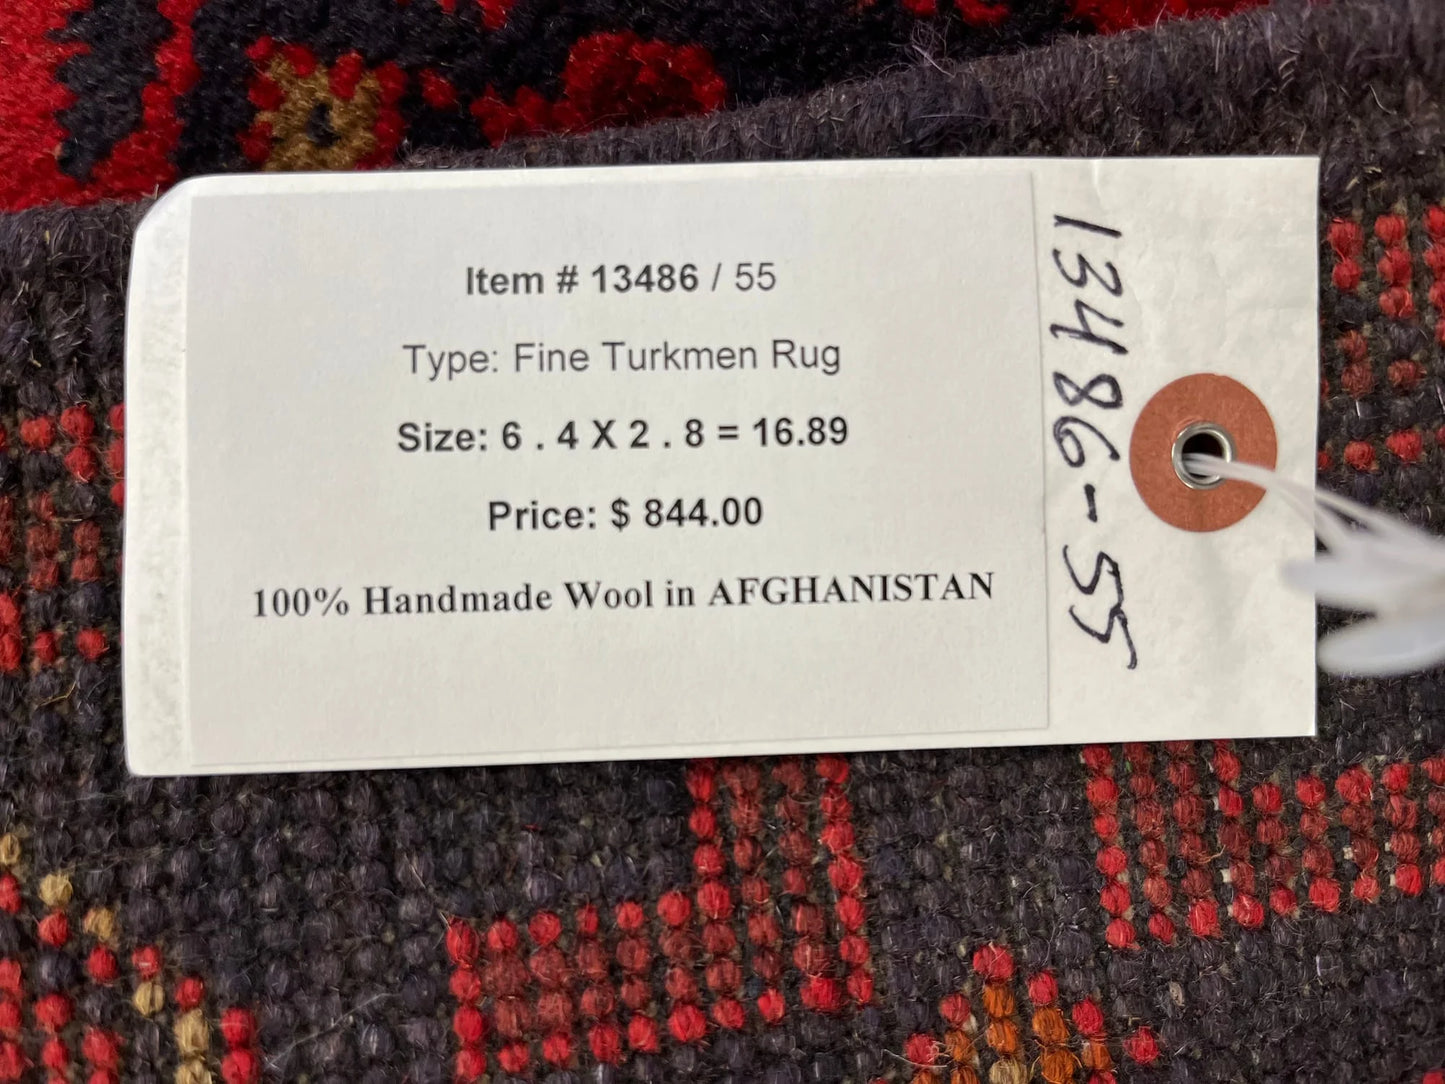 Item # 13486 / 55
Type: Fine Turkmen Rug
Size: 6 . 4 X 2 . 8 = 16.89
Price: $ 844.00
100% Handmade Wool in AFGHANISTAN
13486-55